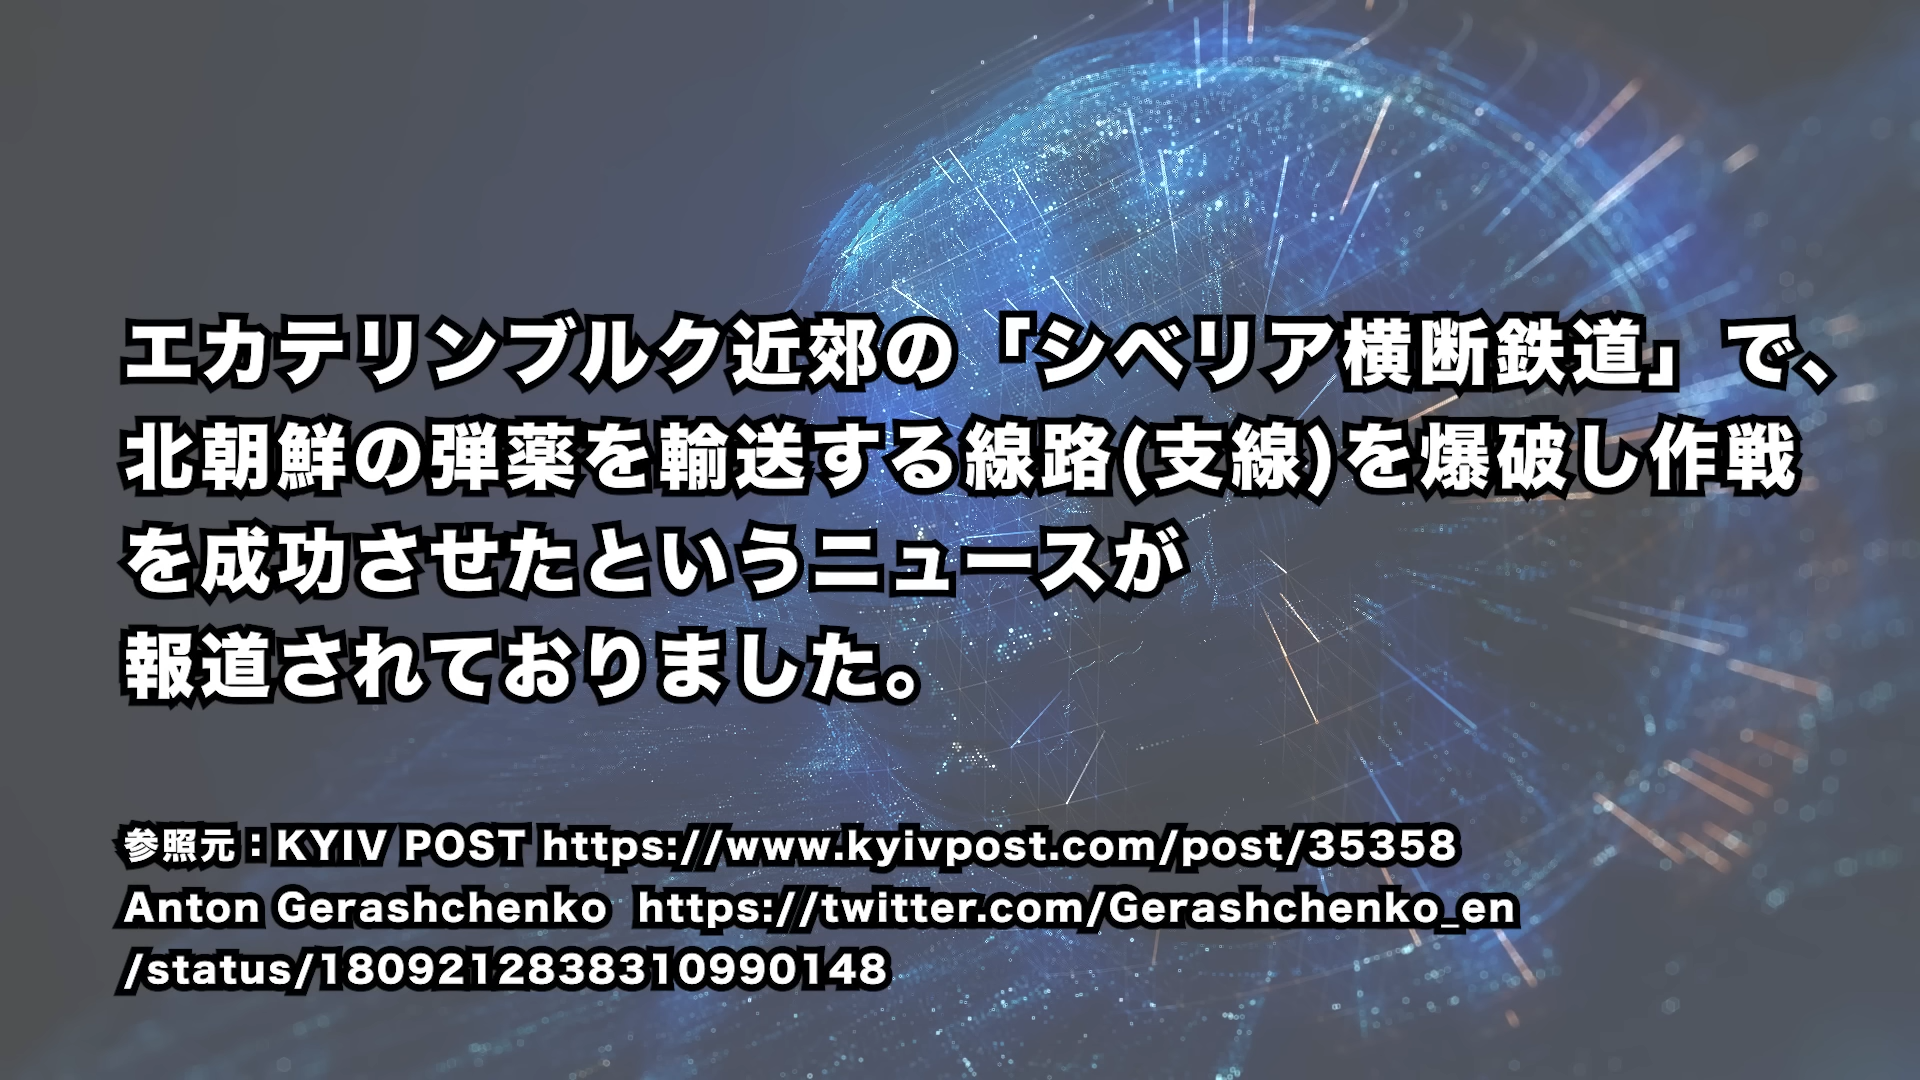 エカテリンブルク近郊の「シベリア横断鉄道」で、
北朝鮮の弾薬を輸送する線路(支線)を爆破し作戦
を成功させたというニュースが
報道されておりました。
参照元：KYIV POST https://www.kyivpost.com/post/35358
Anton Gerashchenko https://twitter.com/Gerashchenko_en
/status/1809212838310990148